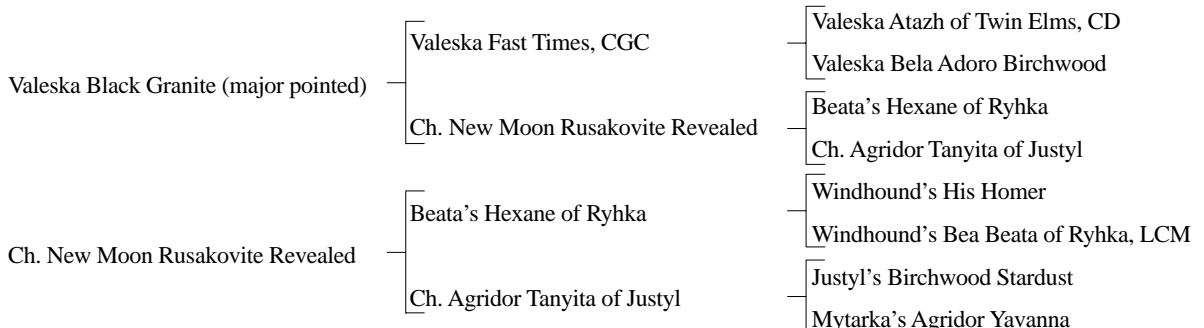 Valeska Atazh of Twin Elms, CD
Valeska Fast Times, CGC
Valeska Bela Adoro Birchwood
Valeska Black Granite (major pointed)
Beata's Hexane of Ryhka
Ch. New Moon Rusakovite Revealed
Ch. Agridor Tanyita of Justyl
Windhound's His Homer
Beata's Hexane of Ryhka
Windhound's Bea Beata of Ryhka, LCM
Ch. New Moon Rusakovite Revealed
Justyl's Birchwood Stardust
Ch. Agridor Tanyita of Justyl
Mytarka's Agridor Yavanna